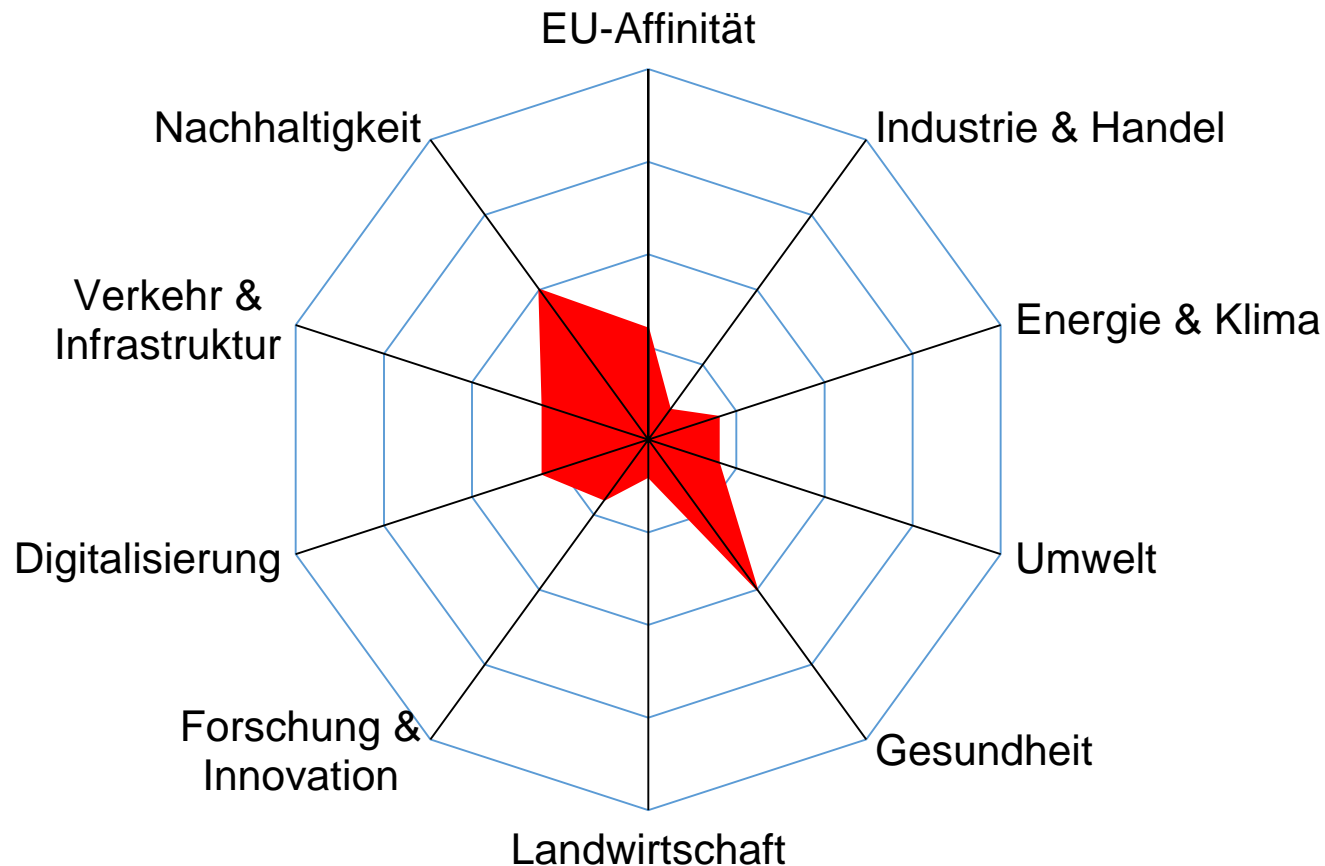 EU-Affinität
Industrie & Handel
Energie & Klima
Umwelt
Gesundheit
Landwirtschaft
Forschung &
Innovation
Digitalisierung
Verkehr &
Infrastruktur
Nachhaltigkeit